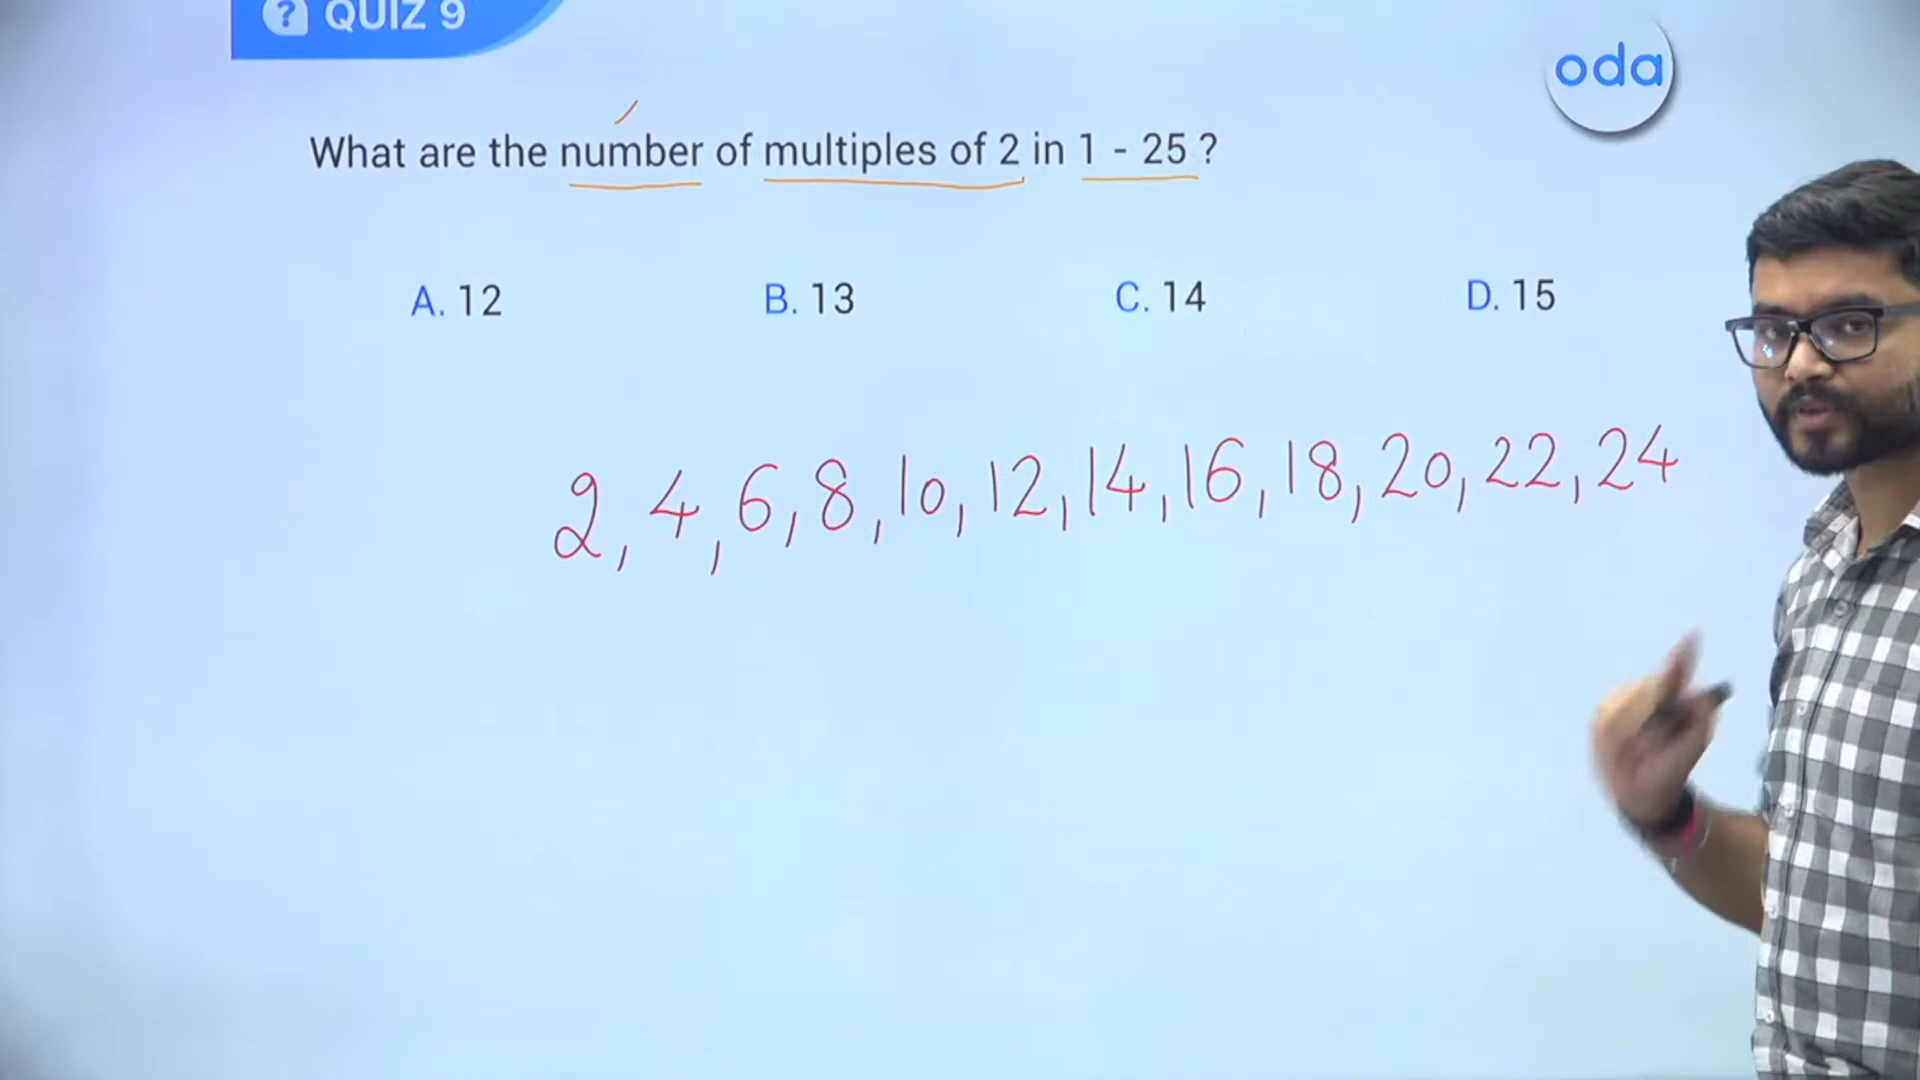 ? QUIZ 9
oda
What are the number of multiples of 2 in 1 - 25 ?
A. 12 B. 13 C. 14 D. 15
2, 4, 6, 8, 10, 12, 14, 16, 18, 20, 22, 24